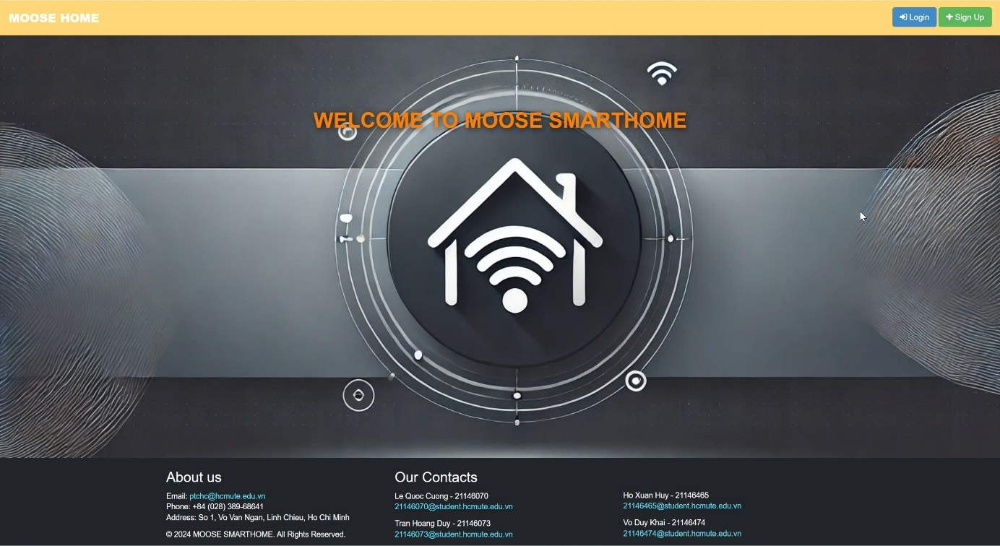 MOOSE HOME
Login
Sign Up
WELCOME TO MOOSE SMARTHOME
About us
Email: ptchc@hcmute.edu.vn
Phone: +84 (028) 389-68641
Address: So 1, Vo Van Ngan, Linh Chieu, Ho Chi Minh
© 2024 MOOSE SMARTHOME. All Rights Reserved.
Our Contacts
Le Quoc Cuong - 21146070
21146070@student.hcmute.edu.vn
Tran Hoang Duy - 21146073
21146073@student.hcmute.edu.vn
Ho Xuan Huy - 21146465
21146465@student.hcmute.edu.vn
Vo Duy Khai - 21146474
21146474@student.hcmute.edu.vn